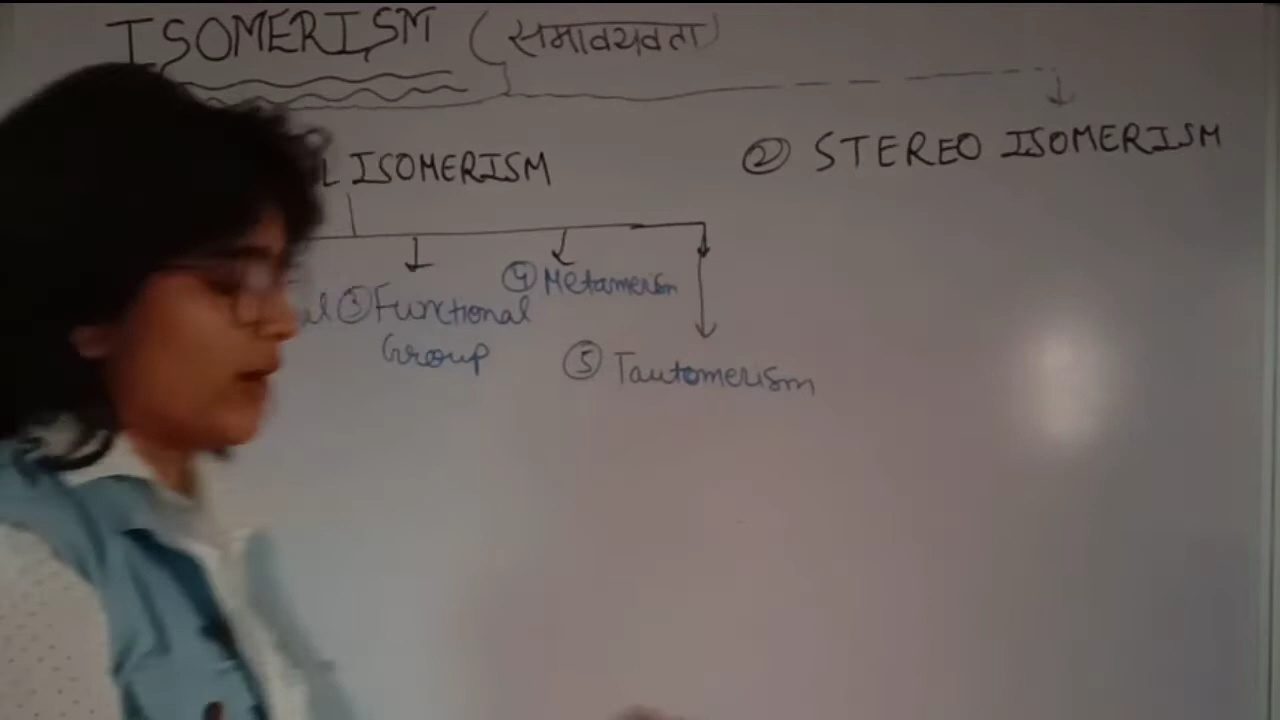 ISOMERISM (समावयवता)
ISOMERISM
② STEREO ISOMERISM
④ Metamerism
③ Functional
Group
⑤ Tautomerism